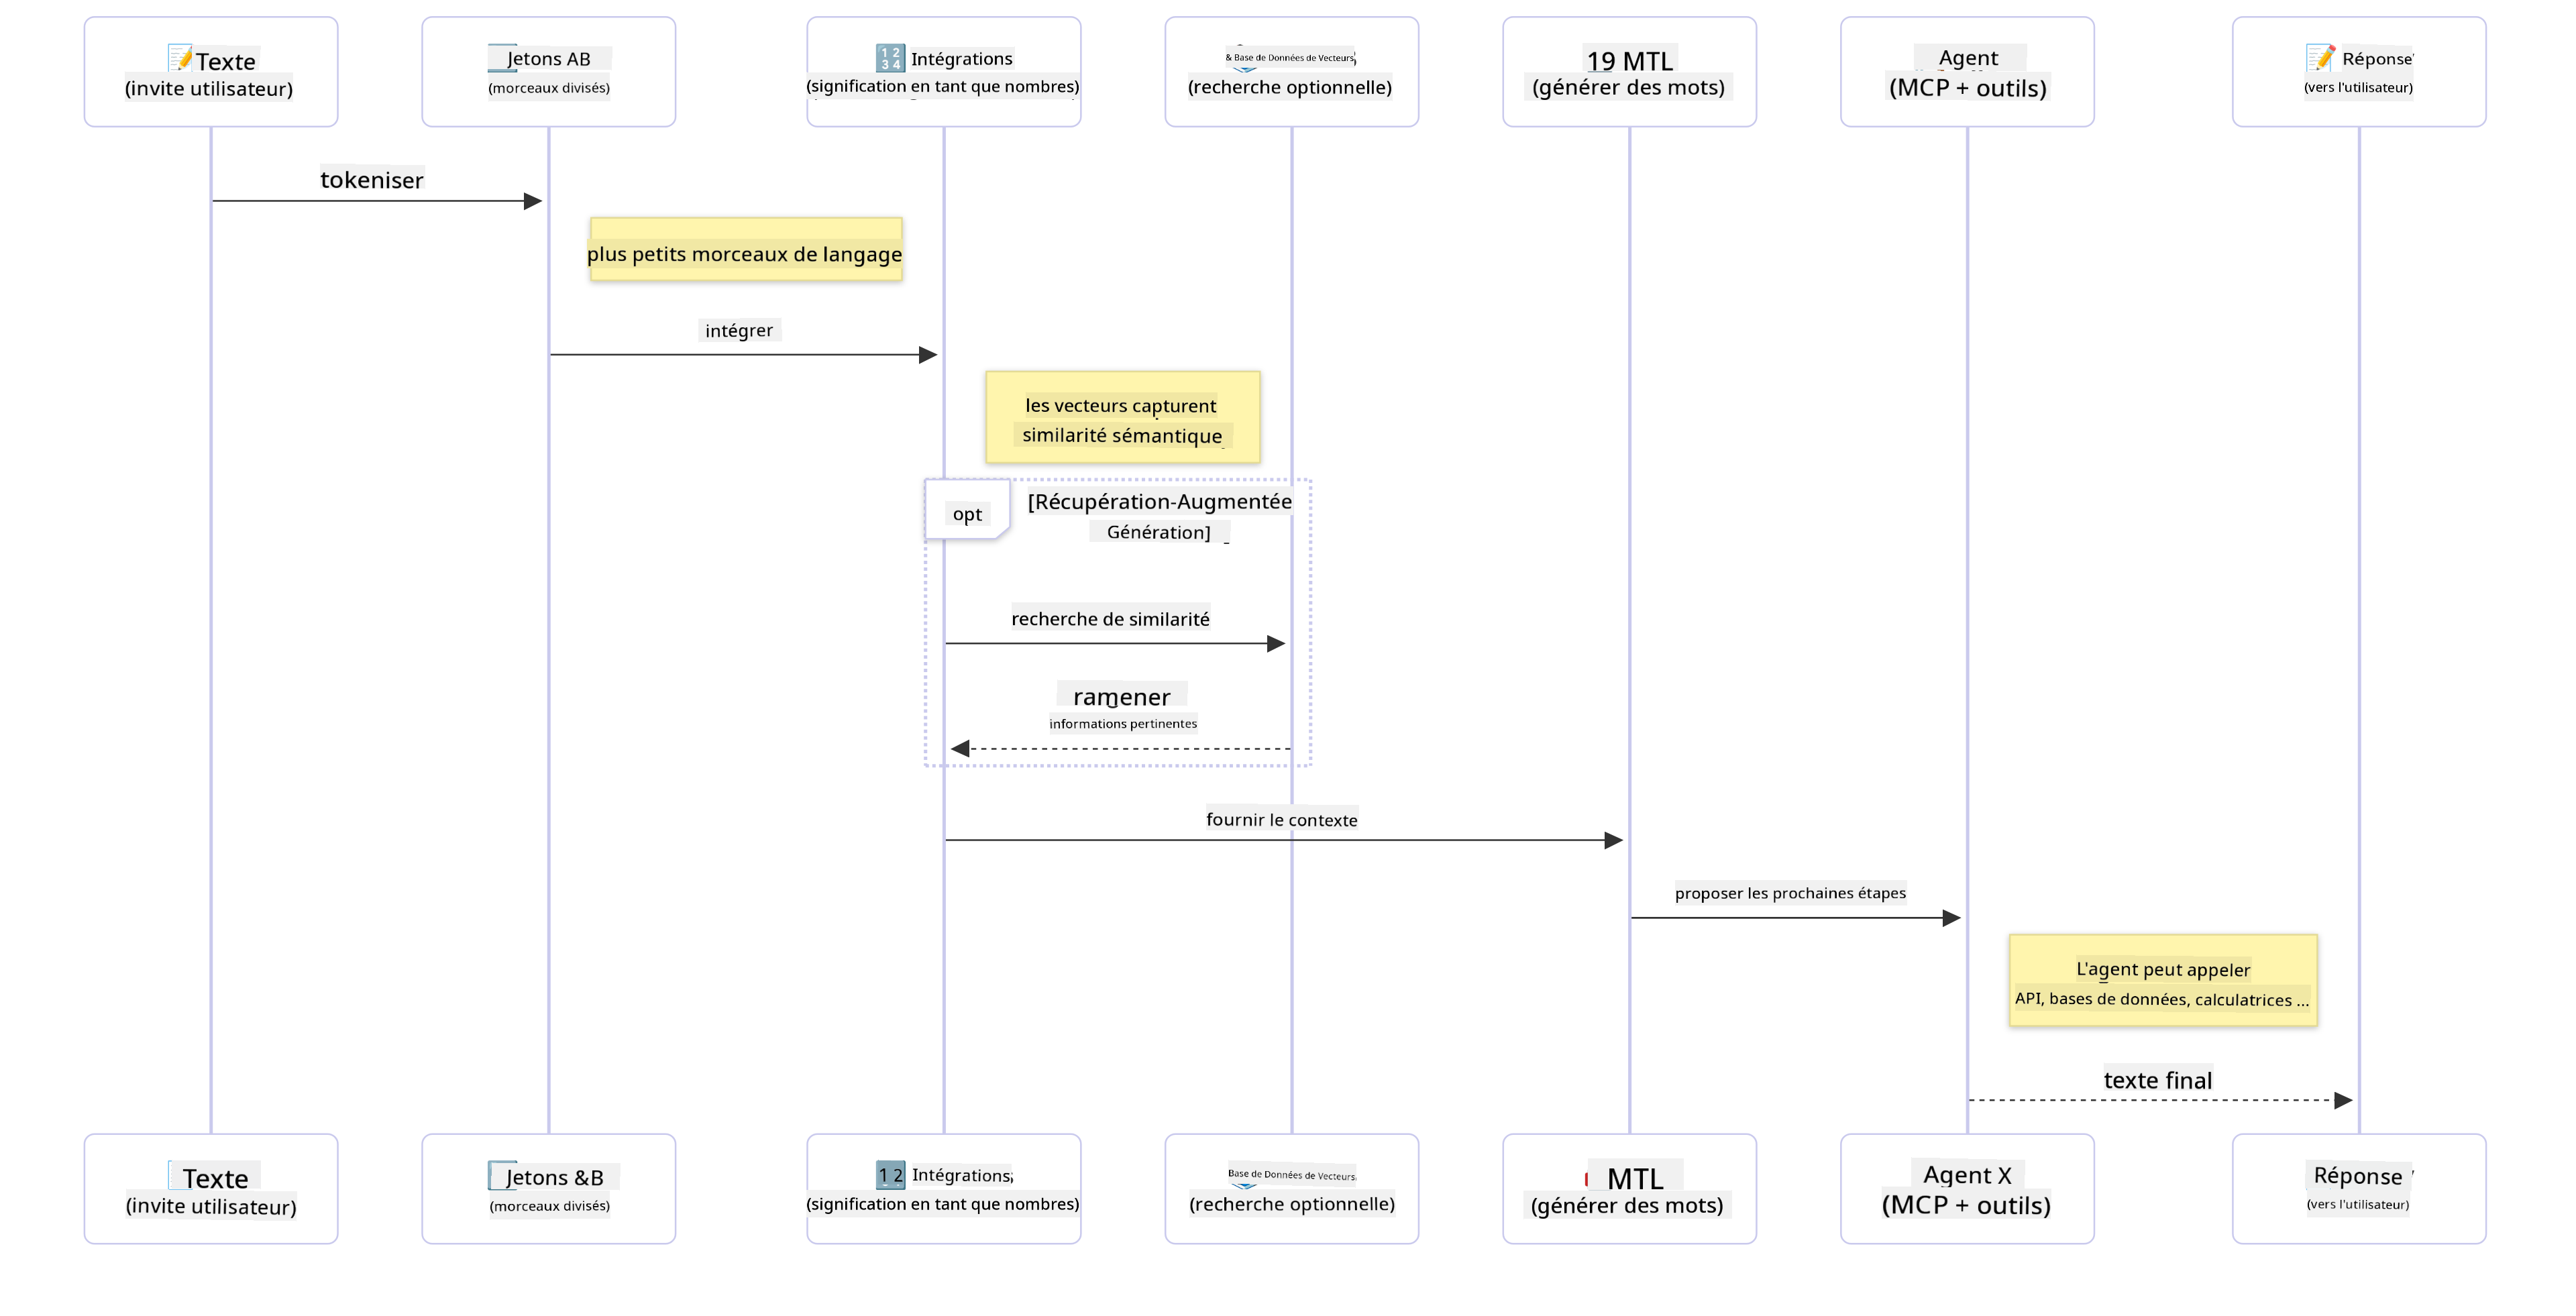 Texte
(invite utilisateur)
Jetons AB
(morceaux divisés)
1234 Intégrations
(signification en tant que nombres)
& Base de Données de Vecteurs
(recherche optionnelle)
19 MTL
(générer des mots)
Agent
(MCP + outils)
Réponse
(vers l'utilisateur)
tokeniser
plus petits morceaux de langage
intégrer
les vecteurs capturent
similarité sémantique
opt
[Récupération-Augmentée
Génération]
recherche de similarité
ramener
informations pertinentes
fournir le contexte
proposer les prochaines étapes
L'agent peut appeler
API, bases de données, calculatrices ...
texte final
Texte
(invite utilisateur)
Jetons &B
(morceaux divisés)
12 Intégrations
(signification en tant que nombres)
Base de Données de Vecteurs
(recherche optionnelle)
MTL
(générer des mots)
Agent X
(MCP + outils)
Réponse
(vers l'utilisateur)